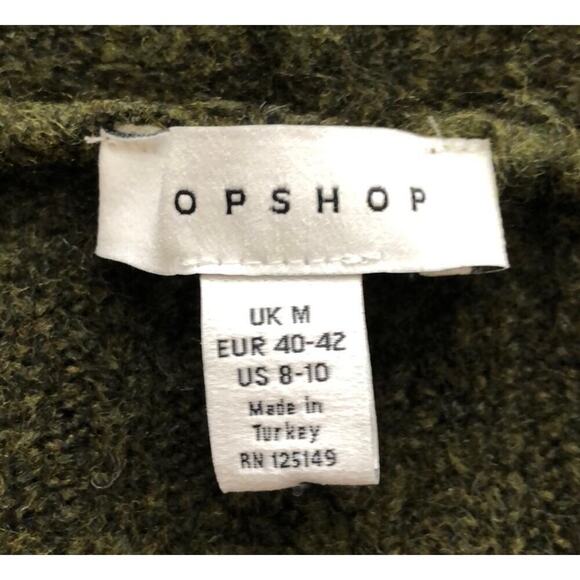 OPSHOP
UK M
EUR 40-42
US 8-10
Made in
Turkey
RN 125149